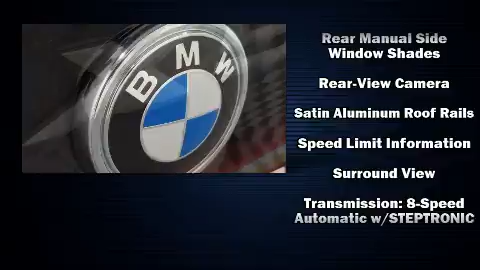 BMW
Rear Manual Side
Window Shades
Rear-View Camera
Satin Aluminum Roof Rails
Speed Limit Information
Surround View
Transmission: 8-Speed
Automatic w/STEPTRONIC